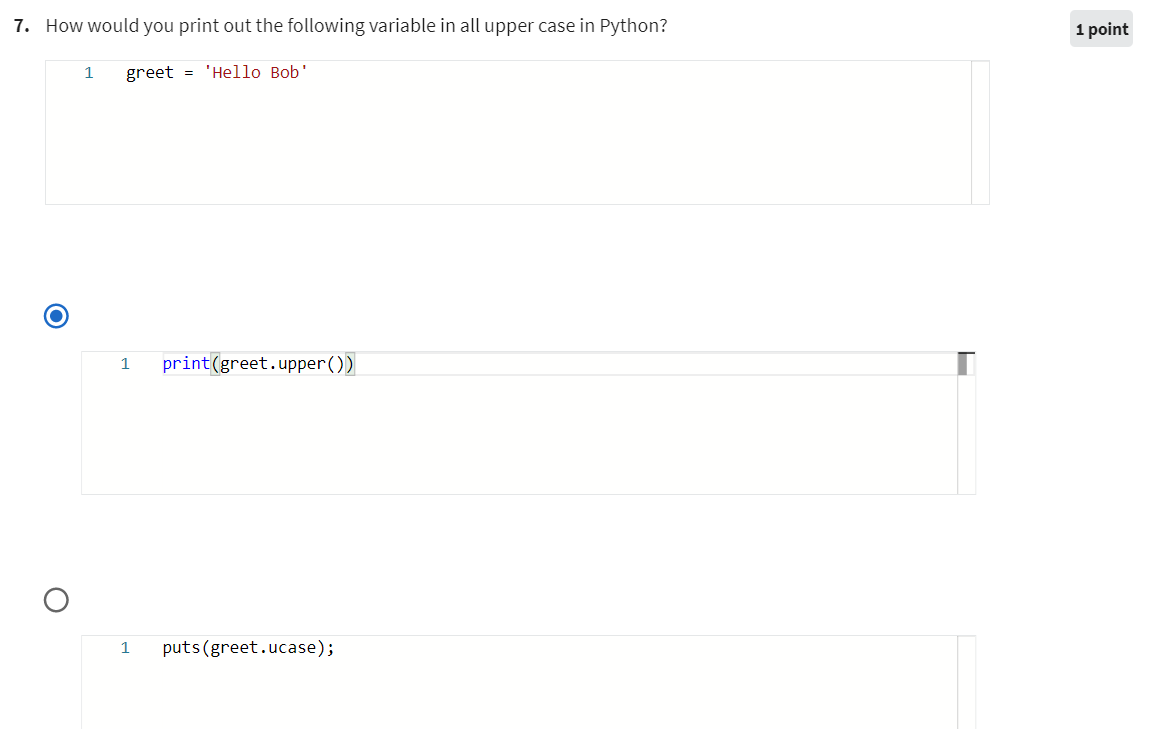 7. How would you print out the following variable in all upper case in Python?
1 point
1 greet = 'Hello Bob'
1 print(greet.upper())
1 puts(greet.ucase);